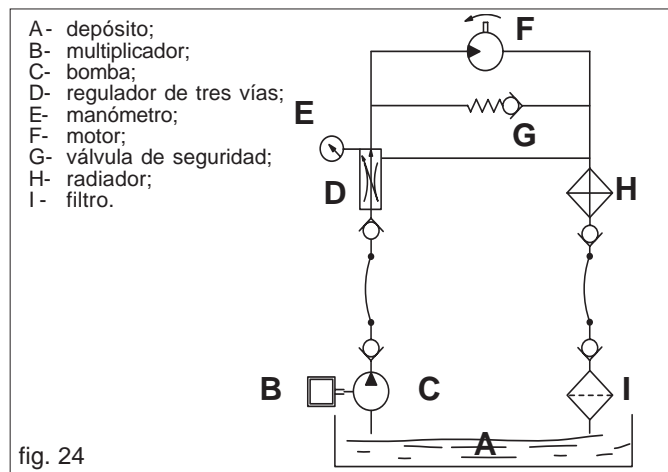 A- depósito;
B- multiplicador;
C- bomba;
D- regulador de tres vías;
E- manómetro;
F- motor;
G- válvula de seguridad;
H- radiador;
I- filtro.
F
E
G
D
H
B
C
I
A
fig. 24